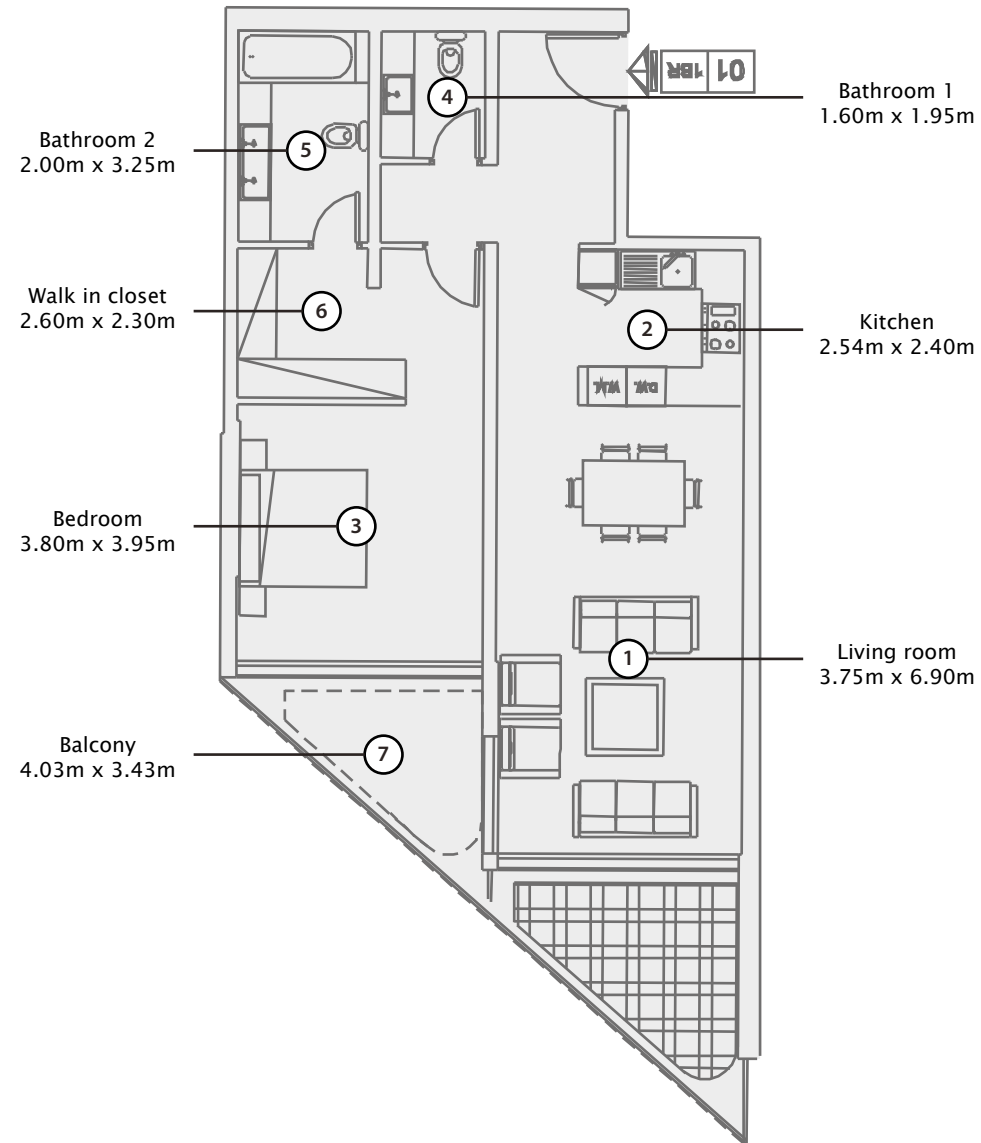 01
1BR
4
Bathroom 1
1.60m x 1.95m
Bathroom 2
2.00m x 3.25m
5
Walk in closet
2.60m x 2.30m
6
2
Kitchen
2.54m x 2.40m
W.M.
D.W.
Bedroom
3.80m x 3.95m
3
1
Living room
3.75m x 6.90m
Balcony
4.03m x 3.43m
7